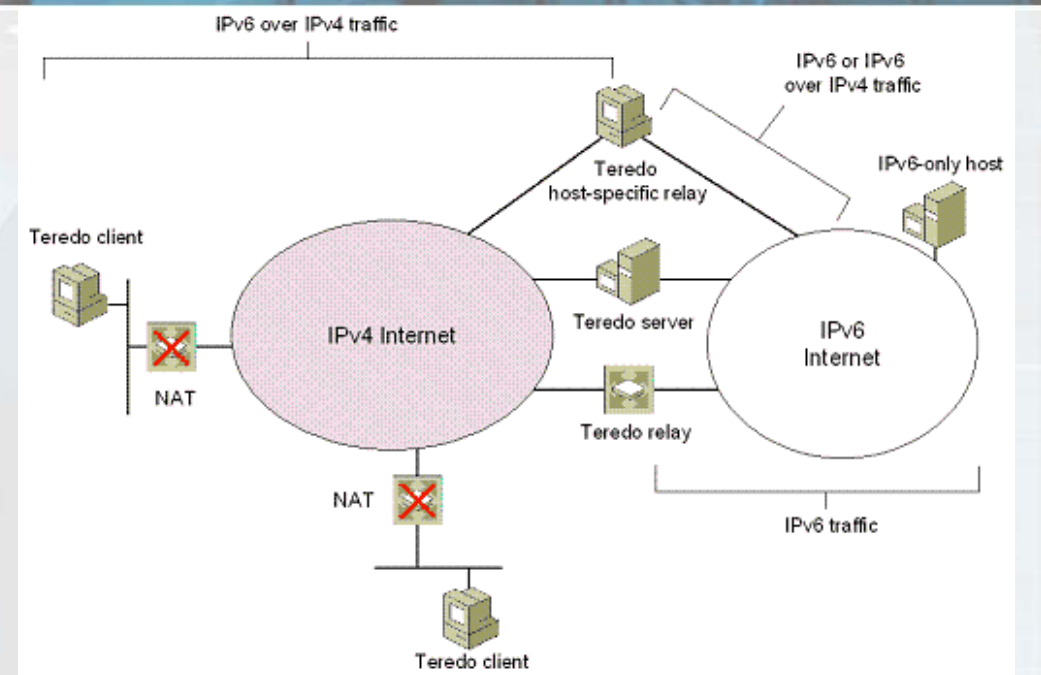 IPv6 over IPv4 traffic
IPv6 or IPv6
over IPv4 traffic
IPv6-only host
Teredo
host-specific relay
Teredo client
Teredo server
IPv4 Internet
IPv6
Internet
NAT
Teredo relay
NAT
IPv6 traffic
Teredo client